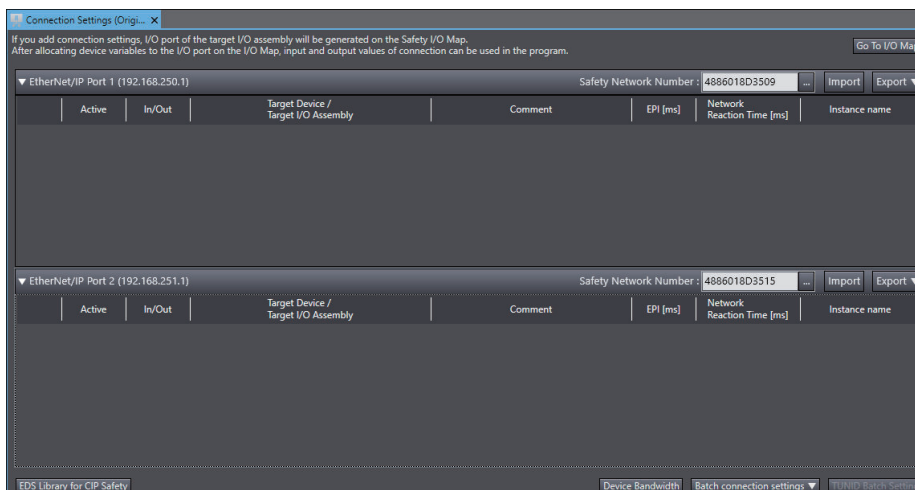 Connection Settings (Origi... X
If you add connection settings, I/O port of the target I/O assembly will be generated on the Safety I/O Map.
After allocating device variables to the I/O port on the I/O Map, input and output values of connection can be used in the program.
Go To I/O Map
▼ EtherNet/IP Port 1 (192.168.250.1) Safety Network Number : 4886018D3509 ... Import Export ▼
Active In/Out Target Device / Target I/O Assembly Comment EPI [ms] Network Reaction Time [ms] Instance name
▼ EtherNet/IP Port 2 (192.168.251.1) Safety Network Number : 4886018D3515 ... Import Export ▼
Active In/Out Target Device / Target I/O Assembly Comment EPI [ms] Network Reaction Time [ms] Instance name
EDS Library for CIP Safety Device Bandwidth Batch connection settings ▼ TUNID Batch Setting